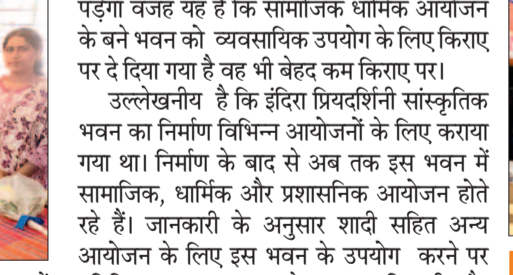 पड़ेगा वजह यह है कि सामाजिक धार्मिक आयोजन
के बने भवन को व्यवसायिक उपयोग के लिए किराए
पर दे दिया गया है वह भी बेहद कम किराए पर।
उल्लेखनीय है कि इंदिरा प्रियदर्शिनी सांस्कृतिक
भवन का निर्माण विभिन्न आयोजनों के लिए कराया
गया था। निर्माण के बाद से अब तक इस भवन में
सामाजिक, धार्मिक और प्रशासनिक आयोजन होते
रहे हैं। जानकारी के अनुसार शादी सहित अन्य
आयोजन के लिए इस भवन के उपयोग करने पर